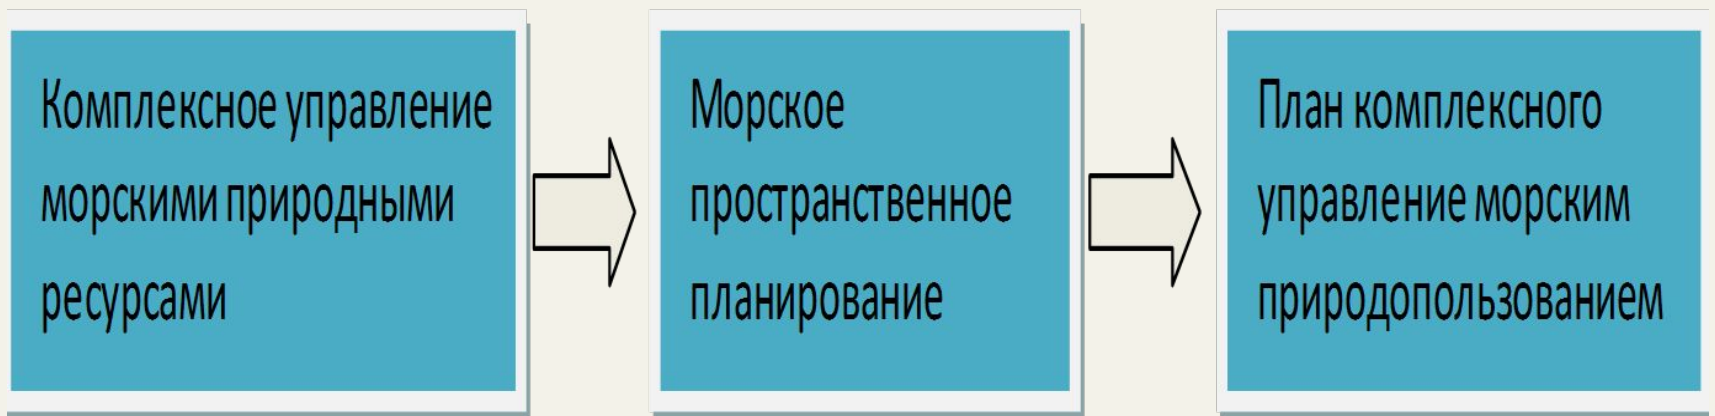 Комплексное управление
морскими природными
ресурсами
Морское
пространственное
планирование
План комплексного
управление морским
природопользованием